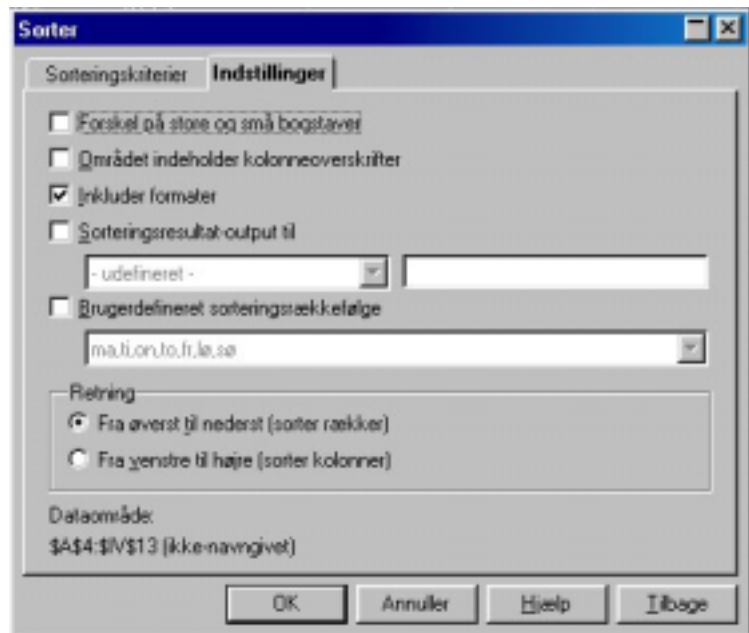 Sorter
Sorteringskriterier Indstillinger
Forskel på store og små bogstaver
Området indeholder kolonneoverskrifter
Inkluder formater
Sorteringsresultat-output til
- udefineret -
Brugerdefineret sorteringsrækkefølge
ma,ti,on,to,fr,lø,sø
Retning
Fra øverst til nederst (sorter rækker)
Fra venstre til højre (sorter kolonner)
Dataområde:
$A$4:$IV$13 (ikke-navngivet)
OK Annuller Hjælp Tilbage